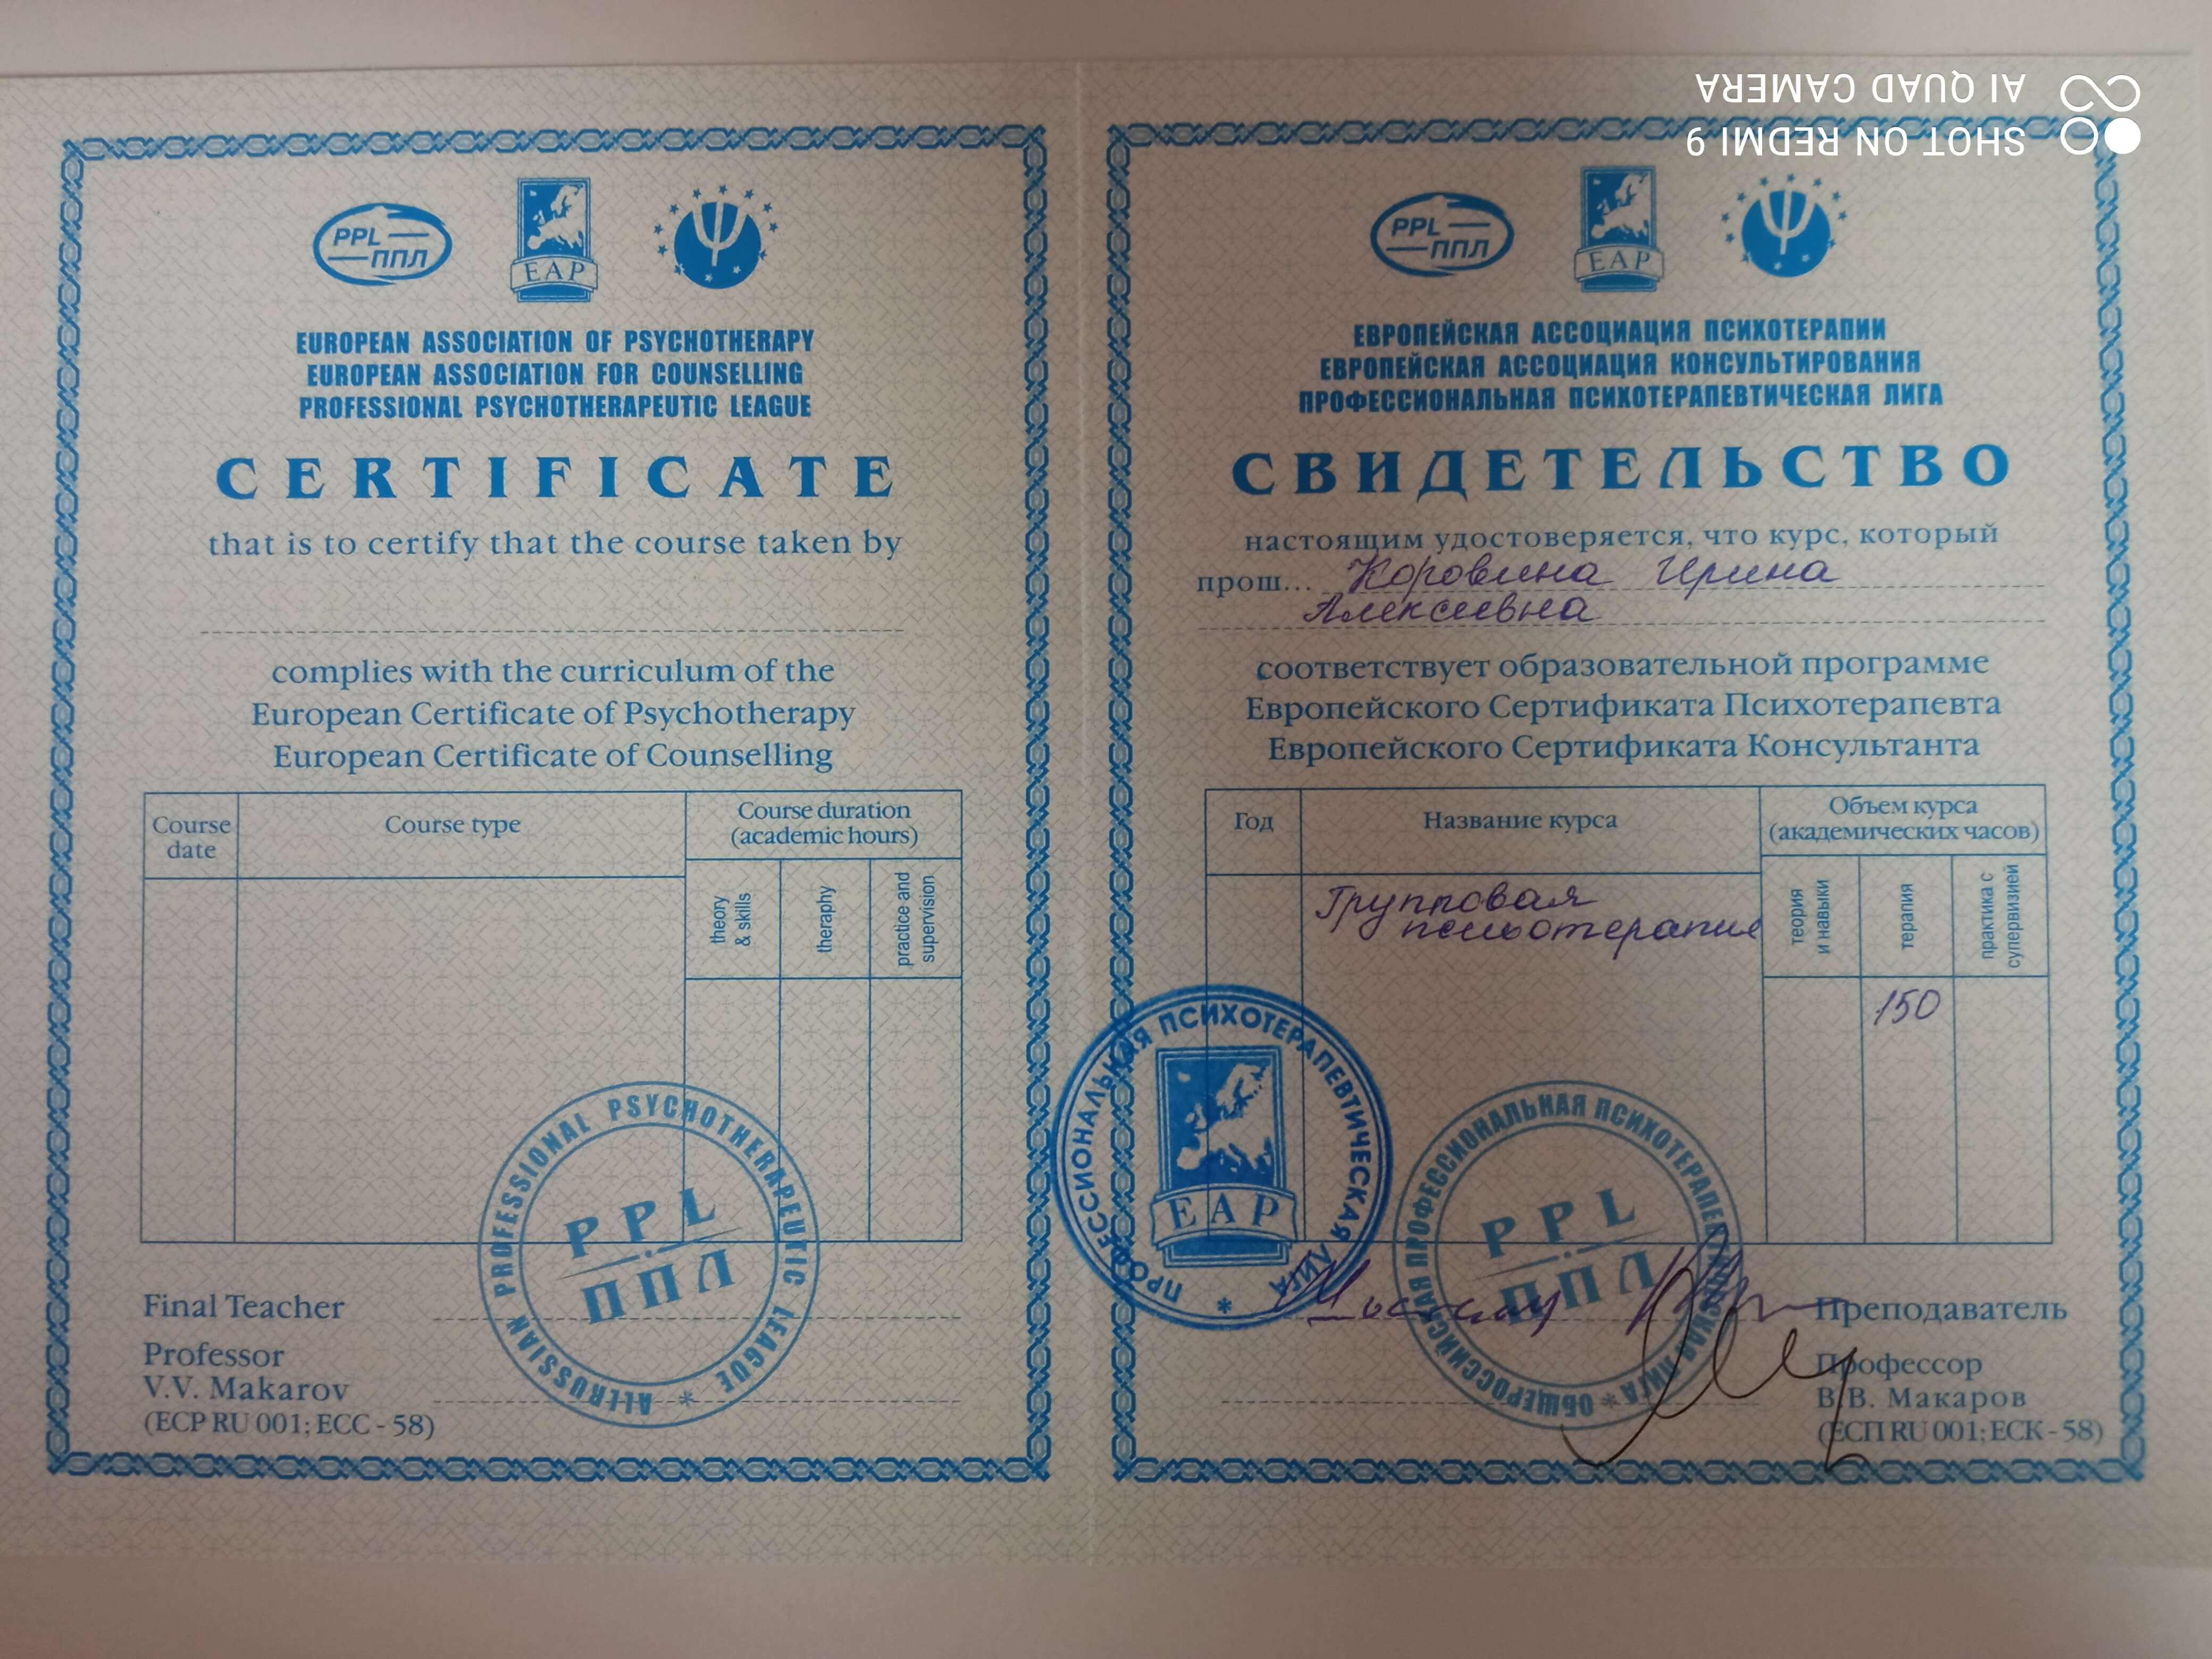 SHOT ON REDMI 9
AI QUAD CAMERA
PPL
ППЛ
EAP
EUROPEAN ASSOCIATION OF PSYCHOTHERAPY
EUROPEAN ASSOCIATION FOR COUNSELLING
PROFESSIONAL PSYCHOTHERAPEUTIC LEAGUE
CERTIFICATE
that is to certify that the course taken by
complies with the curriculum of the
European Certificate of Psychotherapy
European Certificate of Counselling
Course date
Course type
Course duration
(academic hours)
theory
& skills
theraphy
practice and
supervision
ALLRUSSIAN PROFESSIONAL PSYCHOTHERAPEUTIC LEAGUE *
PPL
ППЛ
Final Teacher
Professor
V.V. Makarov
(ECP RU 001; ECC - 58)
PPL
ППЛ
EAP
ЕВРОПЕЙСКАЯ АССОЦИАЦИЯ ПСИХОТЕРАПИИ
ЕВРОПЕЙСКАЯ АССОЦИАЦИЯ КОНСУЛЬТИРОВАНИЯ
ПРОФЕССИОНАЛЬНАЯ ПСИХОТЕРАПЕВТИЧЕСКАЯ ЛИГА
СВИДЕТЕЛЬСТВО
настоящим удостоверяется, что курс, который
прош... Коровина Ирина
Алексеевна
соответствует образовательной программе
Европейского Сертификата Психотерапевта
Европейского Сертификата Консультанта
Год
Название курса
Объем курса
(академических часов)
теория
и навыки
терапия
практика с
супервизией
Групповая
психотерапия
150
ПРОФЕССИОНАЛЬНАЯ ПСИХОТЕРАПЕВТИЧЕСКАЯ ЛИГА *
EAP
ОБЩЕРОССИЙСКАЯ ПРОФЕССИОНАЛЬНАЯ ПСИХОТЕРАПЕВТИЧЕСКАЯ ЛИГА *
PPL
ППЛ
Преподаватель
Профессор
В.В. Макаров
(ЕСП RU 001; ЕСК - 58)